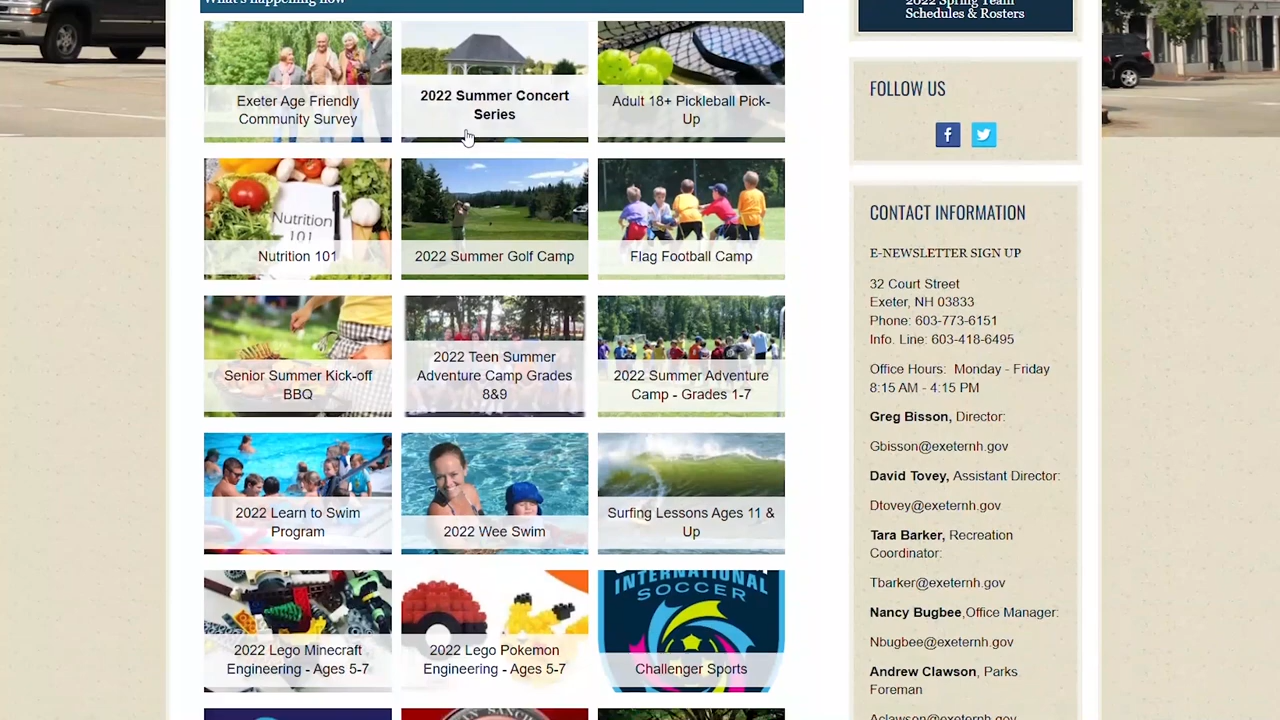 What's happening now
Exeter Age Friendly
Community Survey
2022 Summer Concert
Series
Adult 18+ Pickleball Pick-
Up
Nutrition
101
Nutrition 101
2022 Summer Golf Camp
Flag Football Camp
Senior Summer Kick-off
BBQ
2022 Teen Summer
Adventure Camp Grades
8&9
2022 Summer Adventure
Camp - Grades 1-7
2022 Learn to Swim
Program
2022 Wee Swim
Surfing Lessons Ages 11 &
Up
2022 Lego Minecraft
Engineering - Ages 5-7
2022 Lego Pokemon
Engineering - Ages 5-7
INTERNATIONAL
SOCCER
Challenger Sports
2022 Spring Team
Schedules & Rosters
FOLLOW US
CONTACT INFORMATION
E-NEWSLETTER SIGN UP
32 Court Street
Exeter, NH 03833
Phone: 603-773-6151
Info. Line: 603-418-6495
Office Hours: Monday - Friday
8:15 AM - 4:15 PM
Greg Bisson, Director:
Gbisson@exeternh.gov
David Tovey, Assistant Director:
Dtovey@exeternh.gov
Tara Barker, Recreation
Coordinator:
Tbarker@exeternh.gov
Nancy Bugbee,Office Manager:
Nbugbee@exeternh.gov
Andrew Clawson, Parks
Foreman
Aclawson@exeternh.gov